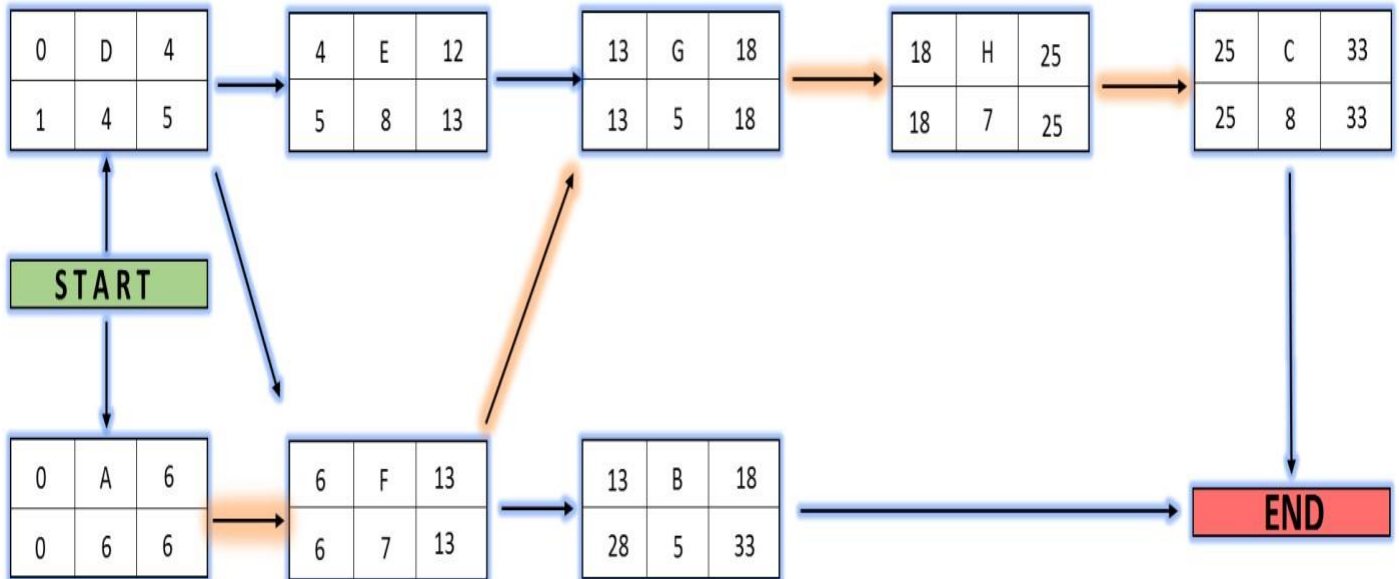 0 D 4
1 4 5
4 E 12
5 8 13
13 G 18
13 5 18
18 H 25
18 7 25
25 C 33
25 8 33
START
0 A 6
0 6 6
6 F 13
6 7 13
13 B 18
28 5 33
END